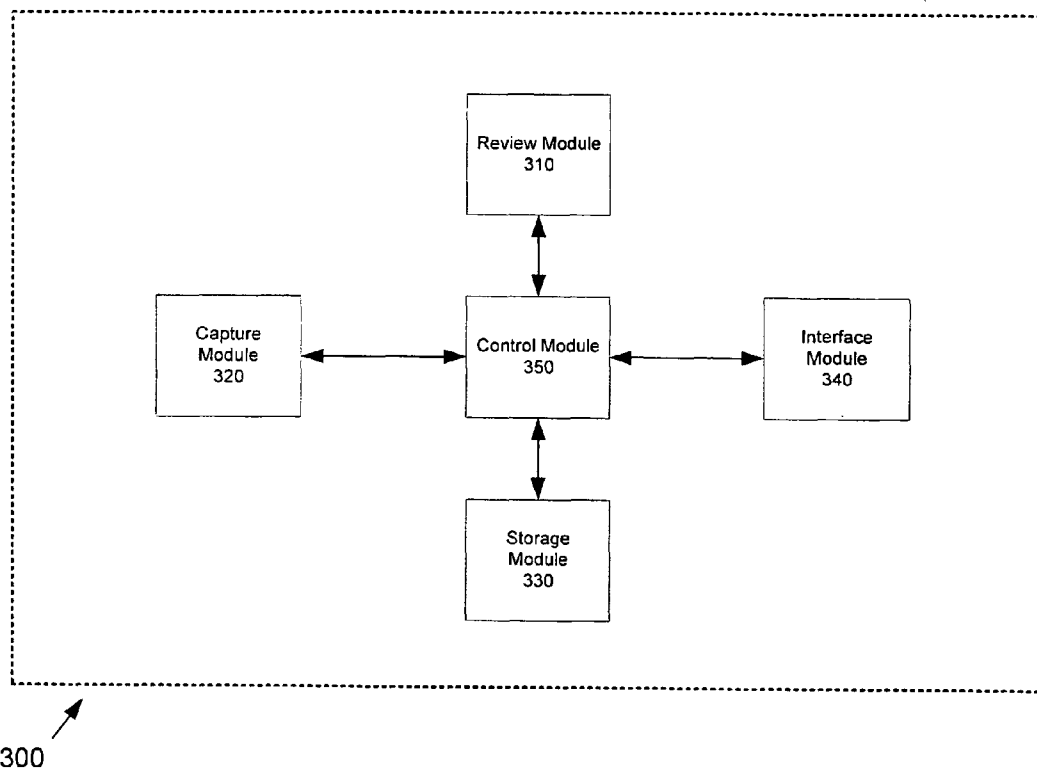 Review Module
310
Capture
Module
320
Control Module
350
Interface
Module
340
Storage
Module
330
300